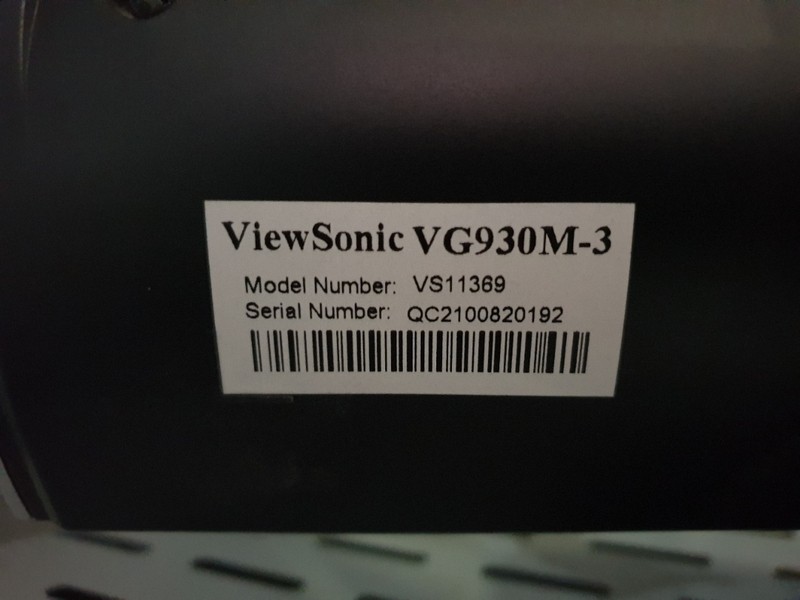 ViewSonic VG930M-3
Model Number: VS11369
Serial Number: QC2100820192